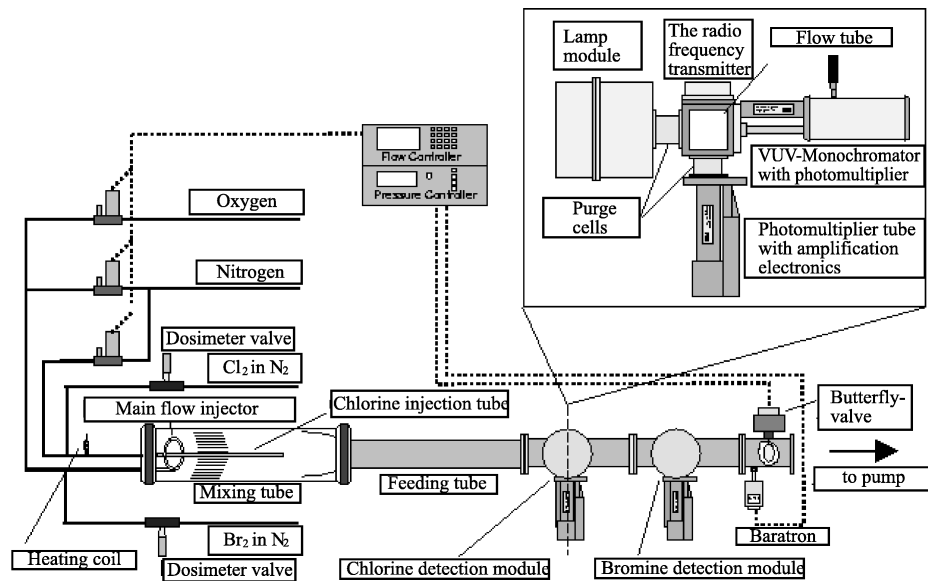 Lamp
module
The radio
frequency
transmitter
Flow tube
VUV-Monochromator
with photomultiplier
Purge
cells
Photomultiplier tube
with amplification
electronics
Flow Controller
Pressure Controller
Oxygen
Nitrogen
Dosimeter valve
Cl₂ in N₂
Main flow injector
Chlorine injection tube
Butterfly-
valve
to pump
Mixing tube
Feeding tube
Baratron
Br₂ in N₂
Heating coil
Dosimeter valve
Chlorine detection module
Bromine detection module